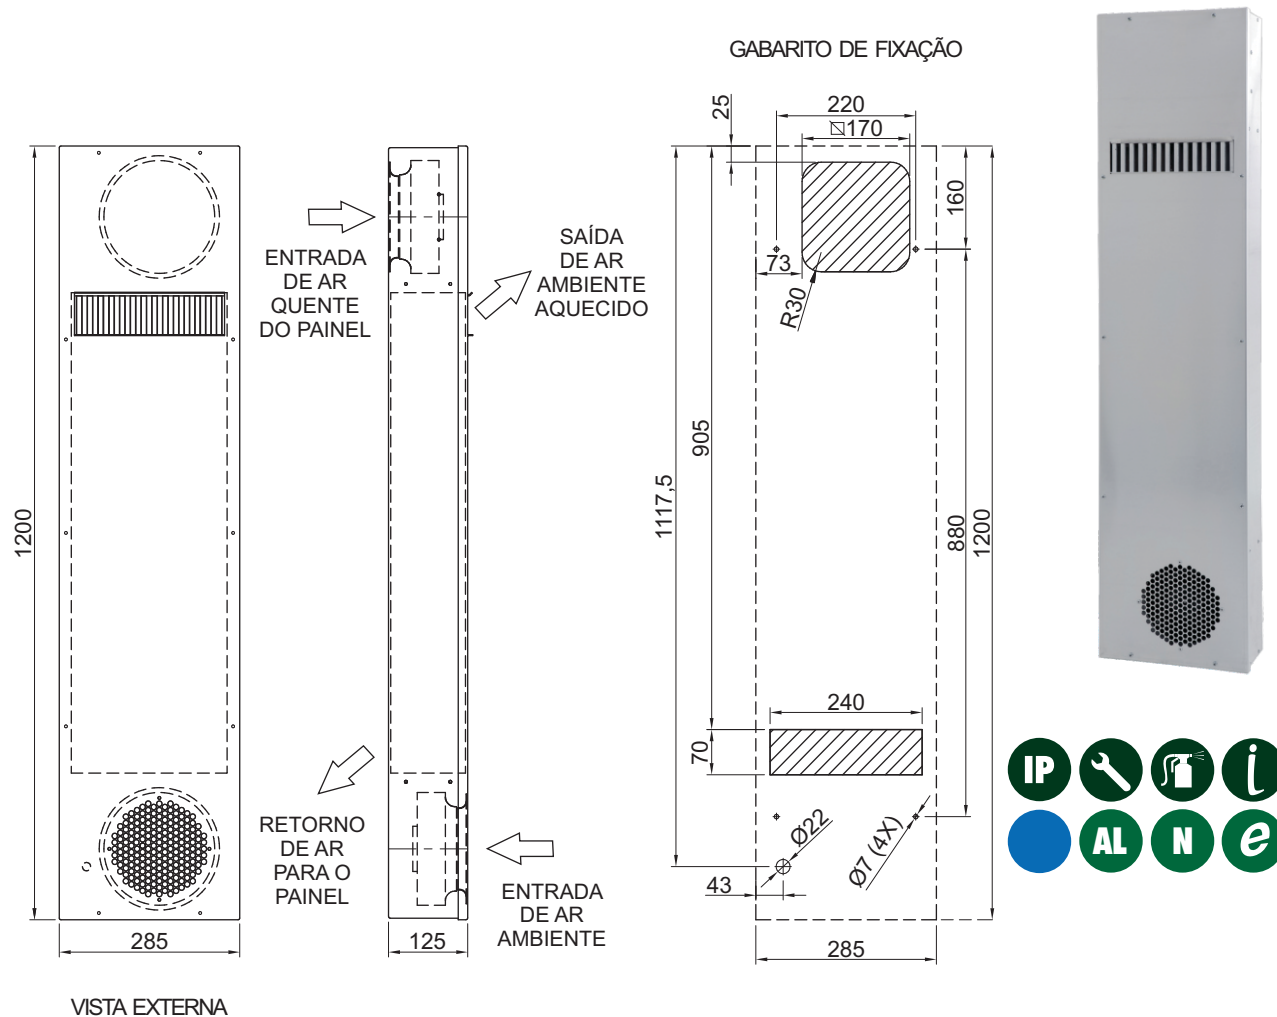 GABARITO DE FIXAÇÃO
25
220
170
160
73
R30
ENTRADA
DE AR
QUENTE
DO PAINEL
SAÍDA
DE AR
AMBIENTE
AQUECIDO
1200
905
1117,5
880
1200
240
70
RETORNO
DE AR
PARA O
PAINEL
ENTRADA
DE AR
AMBIENTE
Ø22
Ø7 (4X)
43
285
125
285
VISTA EXTERNA
IP
i
AL
N
e